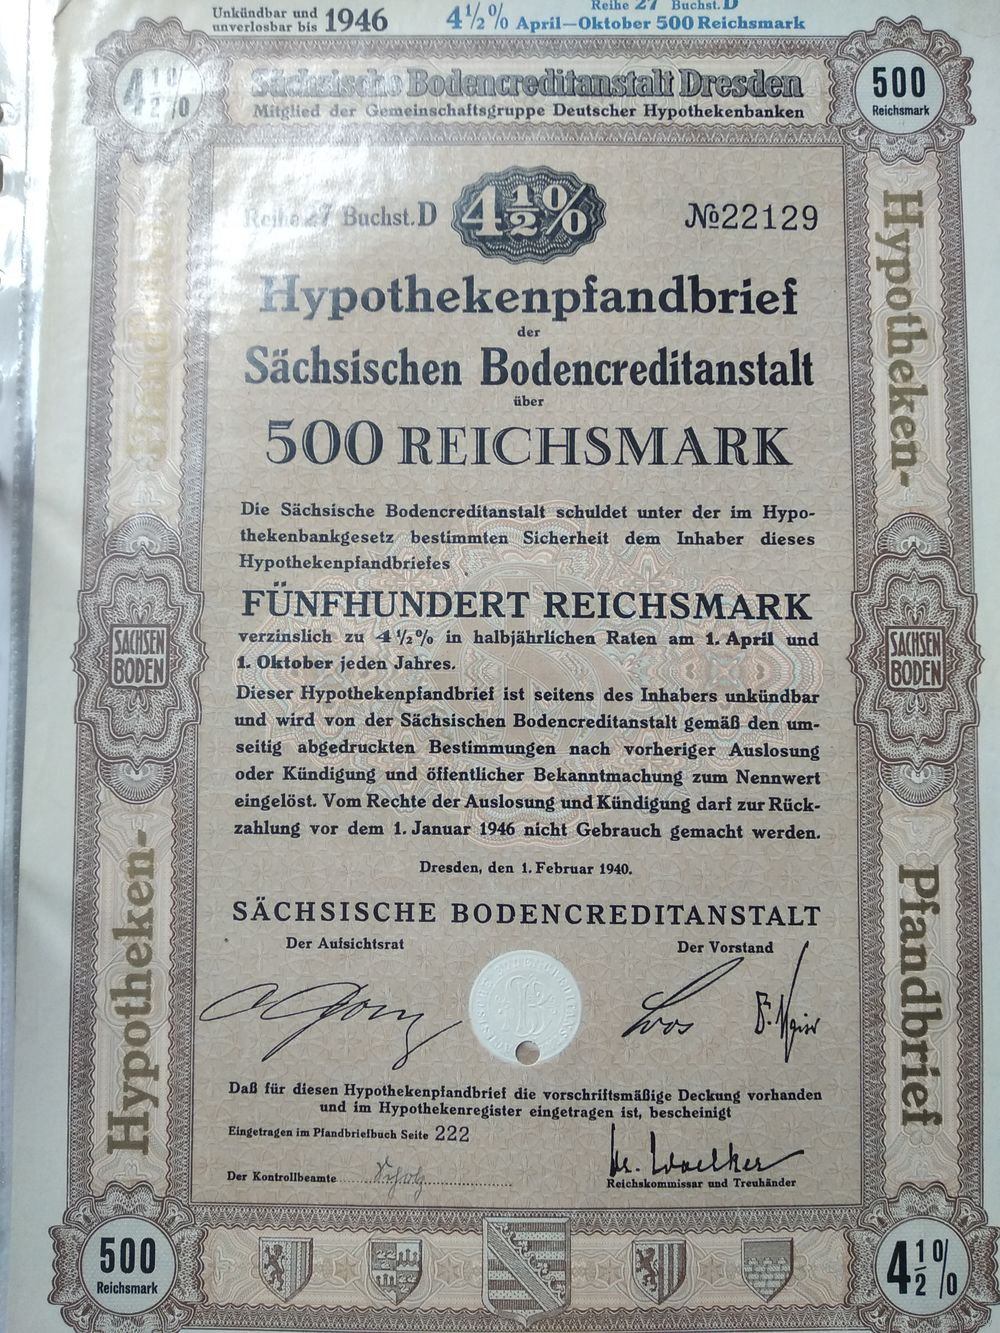 Unkündbar und
unverlosbar bis 1946
Reihe 27 Buchst. D
4½% April—Oktober 500 Reichsmark
4½%
Sächsische Bodencreditanstalt Dresden
Mitglied der Gemeinschaftsgruppe Deutscher Hypothekenbanken
500
Reichsmark
Reihe 27 Buchst. D
4½%
№22129
Hypothekenpfandbrief
der
Sächsischen Bodencreditanstalt
über
500 REICHSMARK
Die Sächsische Bodencreditanstalt schuldet unter der im Hypo-
thekenbankgesetz bestimmten Sicherheit dem Inhaber dieses
Hypothekenpfandbriefes
FÜNFHUNDERT REICHSMARK
verzinslich zu 4½% in halbjährlichen Raten am 1. April und
1. Oktober jeden Jahres.
Dieser Hypothekenpfandbrief ist seitens des Inhabers unkündbar
und wird von der Sächsischen Bodencreditanstalt gemäß den um-
seitig abgedruckten Bestimmungen nach vorheriger Auslosung
oder Kündigung und öffentlicher Bekanntmachung zum Nennwert
eingelöst. Vom Rechte der Auslosung und Kündigung darf zur Rück-
zahlung vor dem 1. Januar 1946 nicht Gebrauch gemacht werden.
Dresden, den 1. Februar 1940.
SÄCHSISCHE BODENCREDITANSTALT
Der Aufsichtsrat
Der Vorstand
Loos
Daß für diesen Hypothekenpfandbrief die vorschriftsmäßige Deckung vorhanden
und im Hypothekenregister eingetragen ist, bescheinigt
Eingetragen im Pfandbriefbuch Seite 222
Dr. Woelker
Der Kontrollbeamte
Reichskommissar und Treuhänder
Hypotheken-
Pfandbrief
Hypotheken-
Pfandbrief
SACHSEN
BODEN
SACHSEN
BODEN
500
Reichsmark
4½%